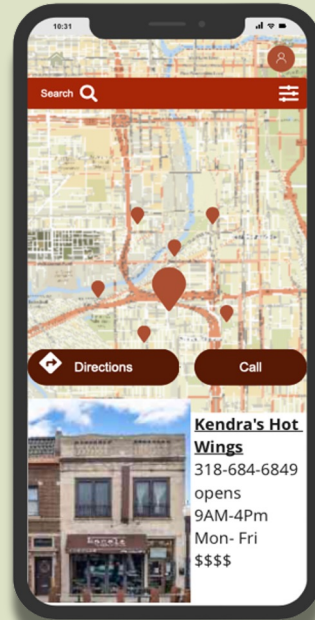 10:31
Search
Directions
Call
Kendra's Hot
Wings
318-684-6849
opens
9AM-4Pm
Mon- Fri
$$$$